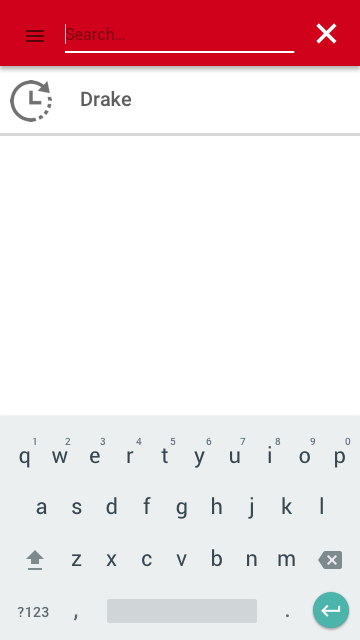 Search...
Drake
1 2 3 4 5 6 7 8 9 0
q w e r t y u i o p
a s d f g h j k l
z x c v b n m
?123 , .